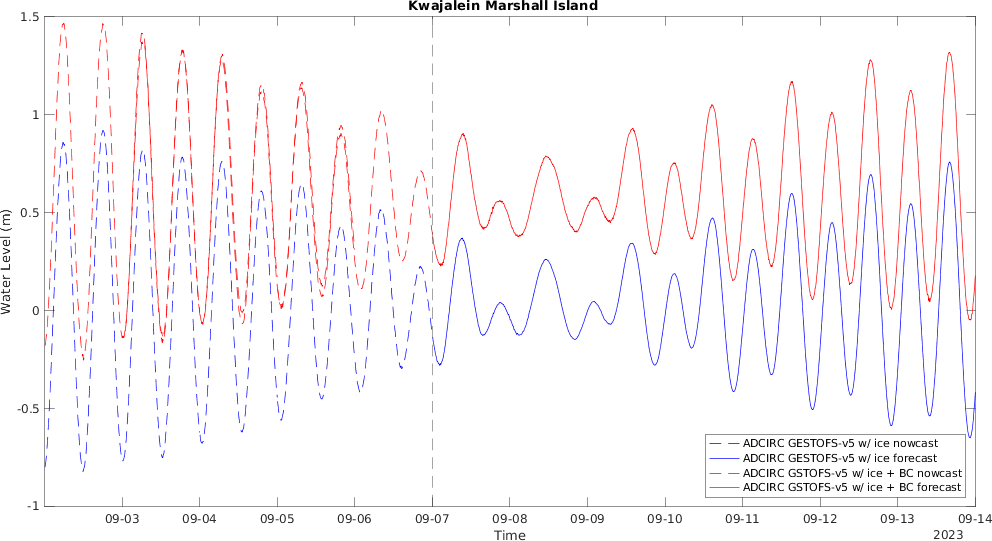 Kwajalein Marshall Island
1.5
1
0.5
0
-0.5
-1
Water Level (m)
ADCIRC GESTOFS-v5 w/ ice nowcast
ADCIRC GESTOFS-v5 w/ ice forecast
ADCIRC GSTOFS-v5 w/ ice + BC nowcast
ADCIRC GSTOFS-v5 w/ ice + BC forecast
09-03 09-04 09-05 09-06 09-07 09-08 09-09 09-10 09-11 09-12 09-13 09-14
Time
2023